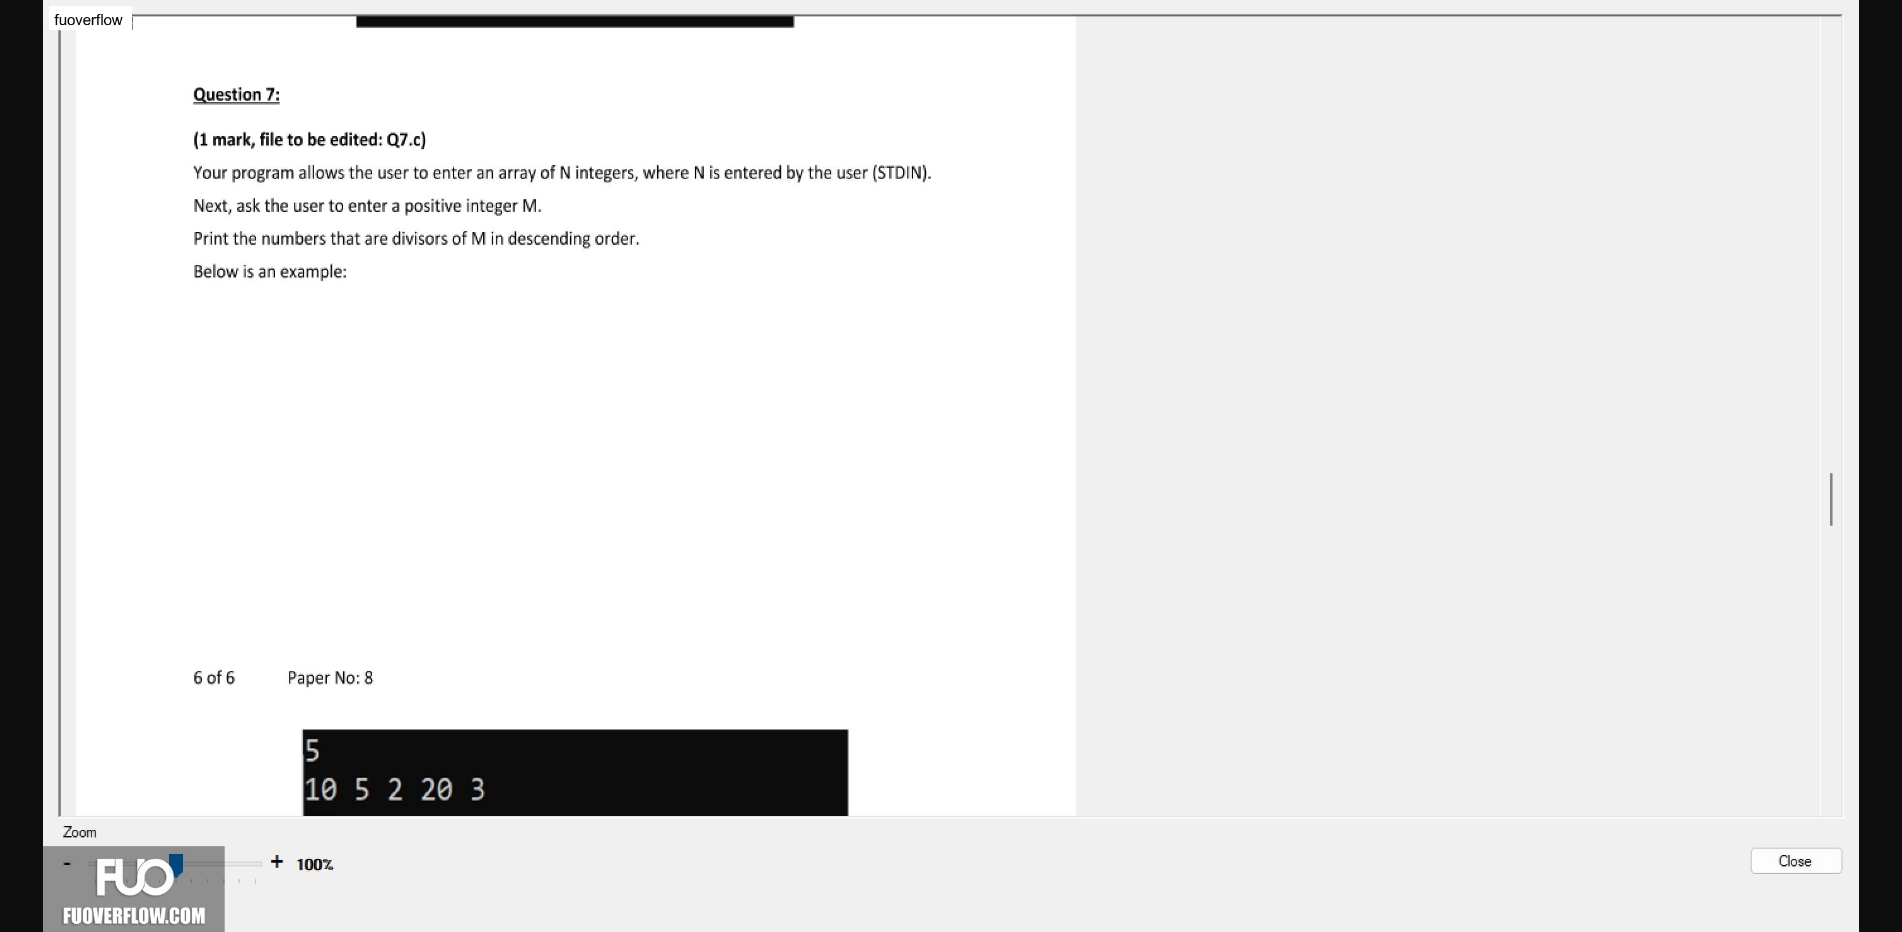 fuoverflow
Question 7:
(1 mark, file to be edited: Q7.c)
Your program allows the user to enter an array of N integers, where N is entered by the user (STDIN).
Next, ask the user to enter a positive integer M.
Print the numbers that are divisors of M in descending order.
Below is an example:
6 of 6 Paper No: 8
5
10 5 2 20 3
Zoom
- + 100%
Close
FUO
FUOVERFLOW.COM